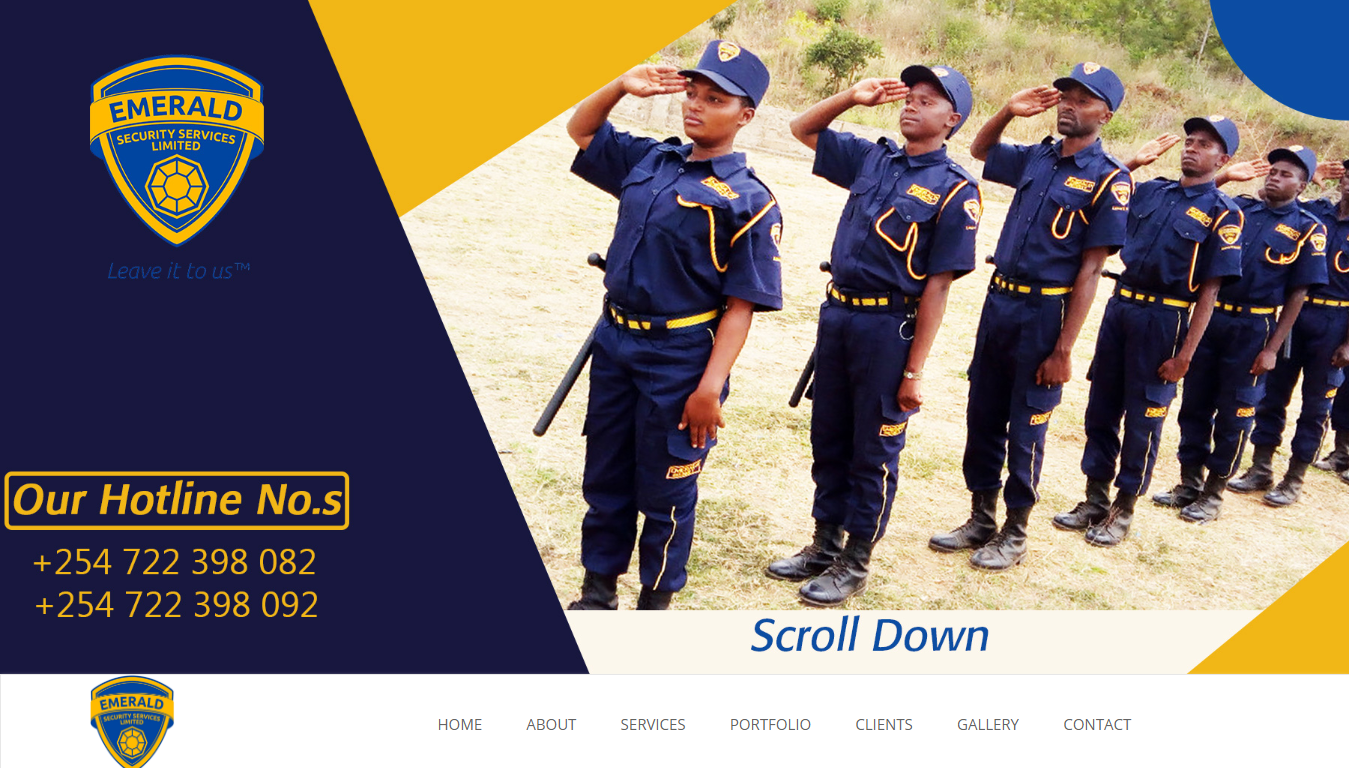 EMERALD
SECURITY SERVICES
LIMITED
Leave it to us™
Our Hotline No.s
+254 722 398 082
+254 722 398 092
Scroll Down
EMERALD
SECURITY SERVICES
LIMITED
HOME ABOUT SERVICES PORTFOLIO CLIENTS GALLERY CONTACT